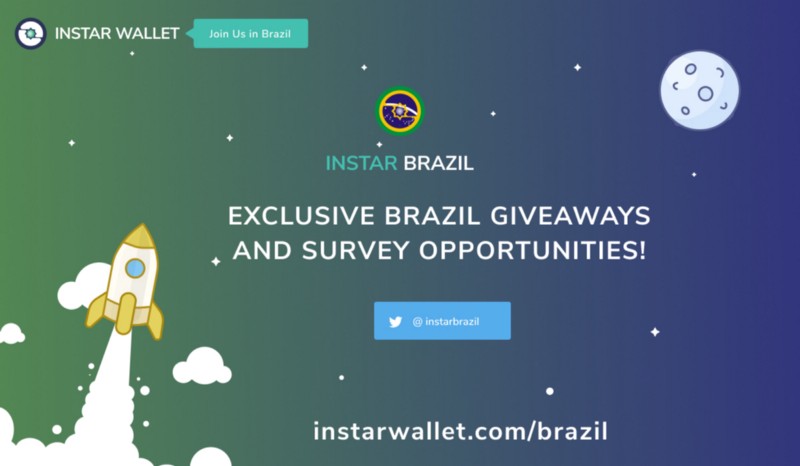 INSTAR WALLET
Join Us in Brazil
INSTAR BRAZIL
EXCLUSIVE BRAZIL GIVEAWAYS
AND SURVEY OPPORTUNITIES!
@ instarbrazil
instarwallet.com/brazil